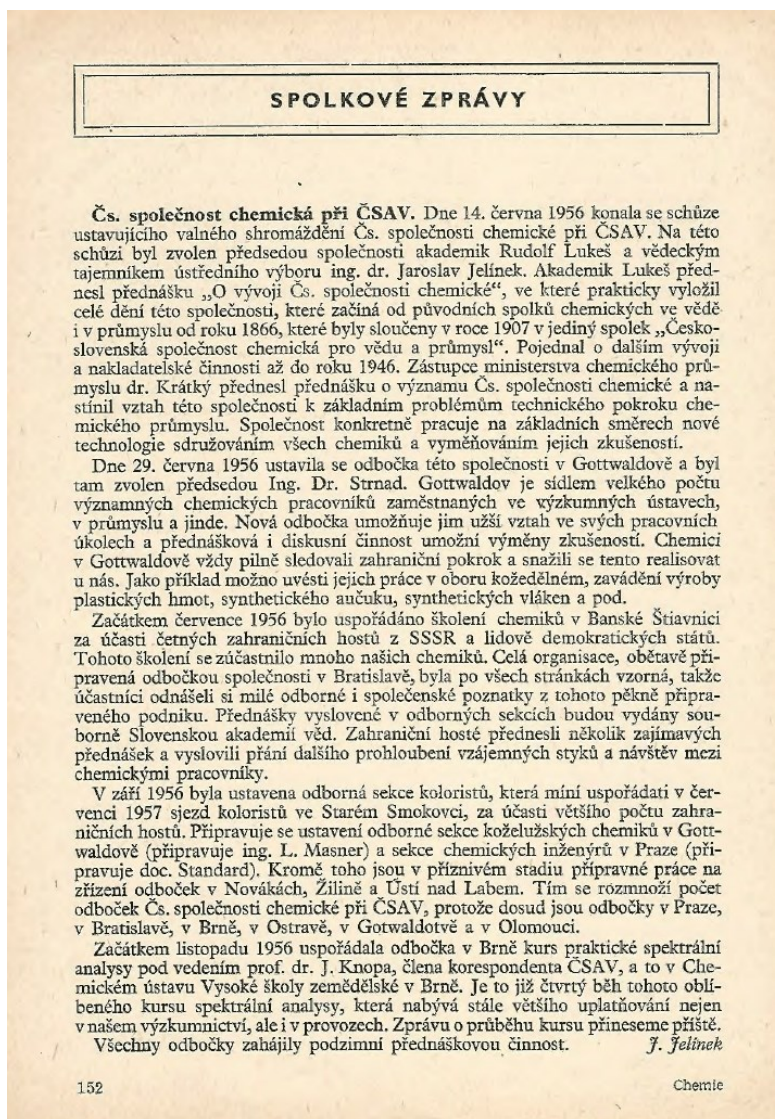 SPOLKOVÉ ZPRÁVY
Čs. společnost chemická při ČSAV. Dne 14. června 1956 konala se schůze
ustavujícího valného shromáždění Čs. společnosti chemické při ČSAV. Na této
schůzi byl zvolen předsedou společnosti akademik Rudolf Lukeš a vědeckým
tajemníkem ústředního výboru ing. dr. Jaroslav Jelínek. Akademik Lukeš před-
nesl přednášku „O vývoji Čs. společnosti chemické“, ve které prakticky vyložil
celé dění této společnosti, které začíná od původních spolků chemických ve vědě
i v průmyslu od roku 1866, které byly sloučeny v roce 1907 v jediný spolek „Česko-
slovenská společnost chemická pro vědu a průmysl“. Pojednal o dalším vývoji
a nakladatelské činnosti až do roku 1946. Zástupce ministerstva chemického prů-
myslu dr. Krátký přednesl přednášku o významu Čs. společnosti chemické a na-
stínil vztah této společnosti k základním problémům technického pokroku che-
mického průmyslu. Společnost konkretně pracuje na základních směrech nové
technologie sdružováním všech chemiků a vyměňováním jejich zkušeností.
Dne 29. června 1956 ustavila se odbočka této společnosti v Gottwaldově a byl
tam zvolen předsedou Ing. Dr. Strnad. Gottwaldov je sídlem velkého počtu
významných chemických pracovníků zaměstnaných ve výzkumných ústavech,
v průmyslu a jinde. Nová odbočka umožňuje jim užší vztah ve svých pracovních
úkolech a přednášková i diskusní činnost umožní výměny zkušeností. Chemici
v Gottwaldově vždy pilně sledovali zahraniční pokrok a snažili se tento realisovat
u nás. Jako příklad možno uvésti jejich práce v oboru kožedělném, zavádění výroby
plastických hmot, synthetického aučuku, synthetických vláken a pod.
Začátkem července 1956 bylo uspořádáno školení chemiků v Banské Štiavnici
za účasti četných zahraničních hostů z SSSR a lidově demokratických států.
Tohoto školení se zúčastnilo mnoho našich chemiků. Celá organisace, obětavě při-
pravená odbočkou společnosti v Bratislavě, byla po všech stránkách vzorná, takže
účastníci odnášeli si milé odborné i společenské poznatky z tohoto pěkně připra-
veného podniku. Přednášky vyslovené v odborných sekcích budou vydány sou-
borně Slovenskou akademií věd. Zahraniční hosté přednesli několik zajímavých
přednášek a vyslovili přání dalšího prohloubení vzájemných styků a návštěv mezi
chemickými pracovníky.
V září 1956 byla ustavena odborná sekce koloristů, která míní uspořádati v čer-
venci 1957 sjezd koloristů ve Starém Smokovci, za účasti většího počtu zahra-
ničních hostů. Připravuje se ustavení odborné sekce koželužských chemiků v Gott-
waldově (připravuje ing. L. Masner) a sekce chemických inženýrů v Praze (při-
pravuje doc. Standard). Kromě toho jsou v příznivém stadiu přípravné práce na
zřízení odboček v Novákách, Žilině a Ústí nad Labem. Tím se rozmnoží počet
odboček Čs. společnosti chemické při ČSAV, protože dosud jsou odbočky v Praze,
v Bratislavě, v Brně, v Ostravě, v Gotwaldotvě a v Olomouci.
Začátkem listopadu 1956 uspořádala odbočka v Brně kurs praktické spektrální
analysy pod vedením prof. dr. J. Knopa, člena korespondenta ČSAV, a to v Che-
mickém ústavu Vysoké školy zemědělské v Brně. Je to již čtvrtý běh tohoto oblí-
beného kursu spektrální analysy, která nabývá stále většího uplatňování nejen
v našem výzkumnictví, ale i v provozech. Zprávu o průběhu kursu přineseme příště.
Všechny odbočky zahájily podzimní přednáškovou činnost. J. Jelínek
152
Chemie